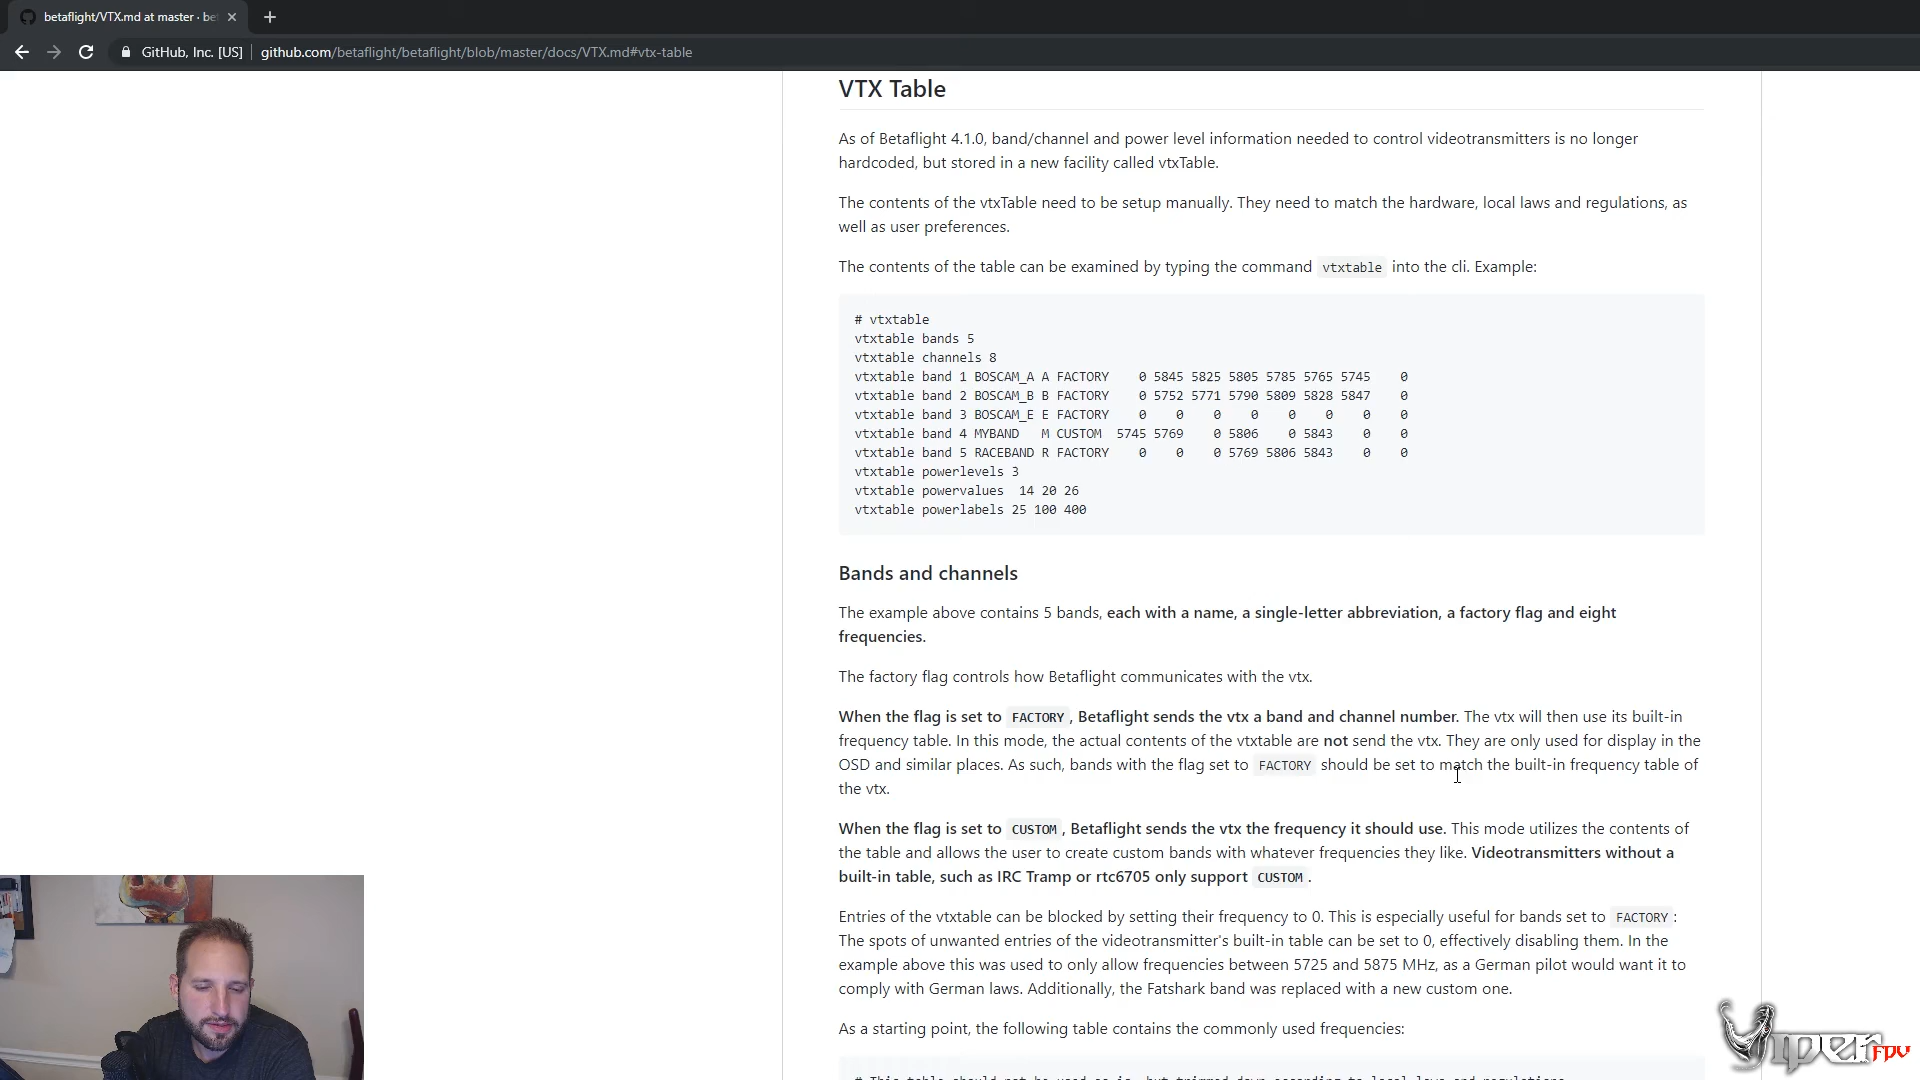 betaflight/VTX.md at master · be
GitHub, Inc. [US]
github.com/betaflight/betaflight/blob/master/docs/VTX.md#vtx-table
VTX Table
As of Betaflight 4.1.0, band/channel and power level information needed to control videotransmitters is no longer
hardcoded, but stored in a new facility called vtxTable.
The contents of the vtxTable need to be setup manually. They need to match the hardware, local laws and regulations, as
well as user preferences.
The contents of the table can be examined by typing the command vtxtable into the cli. Example:
# vtxtable
vtxtable bands 5
vtxtable channels 8
vtxtable band 1 BOSCAM_A A FACTORY 0 5845 5825 5805 5785 5765 5745 0
vtxtable band 2 BOSCAM_B B FACTORY 0 5752 5771 5790 5809 5828 5847 0
vtxtable band 3 BOSCAM_E E FACTORY 0 0 0 0 0 0 0 0
vtxtable band 4 MYBAND M CUSTOM 5745 5769 0 5806 0 5843 0 0
vtxtable band 5 RACEBAND R FACTORY 0 0 0 5769 5806 5843 0 0
vtxtable powerlevels 3
vtxtable powervalues 14 20 26
vtxtable powerlabels 25 100 400
Bands and channels
The example above contains 5 bands, each with a name, a single-letter abbreviation, a factory flag and eight
frequencies.
The factory flag controls how Betaflight communicates with the vtx.
When the flag is set to FACTORY, Betaflight sends the vtx a band and channel number. The vtx will then use its built-in
frequency table. In this mode, the actual contents of the vtxtable are not send the vtx. They are only used for display in the
OSD and similar places. As such, bands with the flag set to FACTORY should be set to match the built-in frequency table of
the vtx.
When the flag is set to CUSTOM, Betaflight sends the vtx the frequency it should use. This mode utilizes the contents of
the table and allows the user to create custom bands with whatever frequencies they like. Videotransmitters without a
built-in table, such as IRC Tramp or rtc6705 only support CUSTOM.
Entries of the vtxtable can be blocked by setting their frequency to 0. This is especially useful for bands set to FACTORY:
The spots of unwanted entries of the videotransmitter's built-in table can be set to 0, effectively disabling them. In the
example above this was used to only allow frequencies between 5725 and 5875 MHz, as a German pilot would want it to
comply with German laws. Additionally, the Fatshark band was replaced with a new custom one.
As a starting point, the following table contains the commonly used frequencies:
# This table should not be used as is, but trimmed down according to local laws and regulations.
Viper FPV